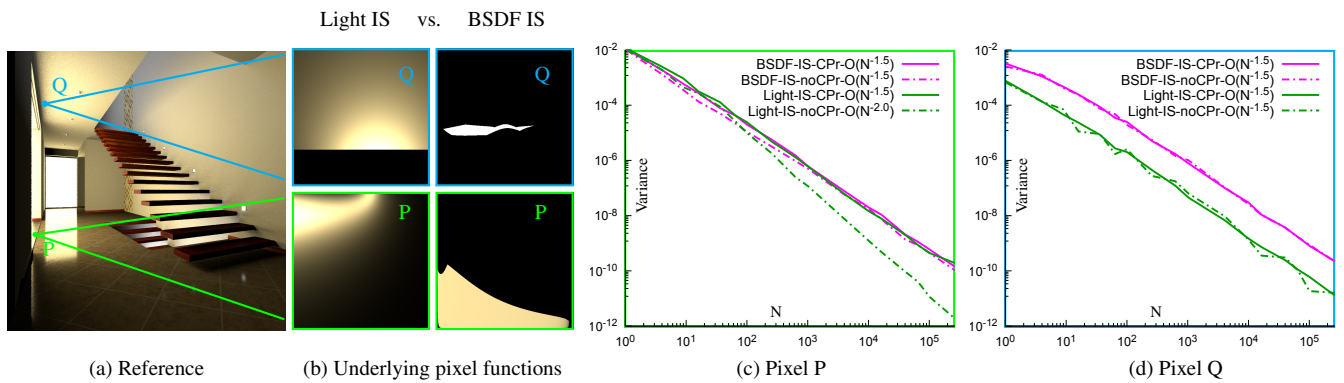 Light IS vs. BSDF IS
Q
P
Q
Q
P
P
10^-2
10^-4
10^-6
10^-8
10^-10
10^-12
10^0
10^1
10^2
10^3
10^4
10^5
Variance
N
BSDF-IS-CPr-O(N^-1.5)
BSDF-IS-noCPr-O(N^-1.5)
Light-IS-CPr-O(N^-1.5)
Light-IS-noCPr-O(N^-2.0)
10^-2
10^-4
10^-6
10^-8
10^-10
10^-12
10^0
10^1
10^2
10^3
10^4
10^5
Variance
N
BSDF-IS-CPr-O(N^-1.5)
BSDF-IS-noCPr-O(N^-1.5)
Light-IS-CPr-O(N^-1.5)
Light-IS-noCPr-O(N^-1.5)
(a) Reference
(b) Underlying pixel functions
(c) Pixel P
(d) Pixel Q